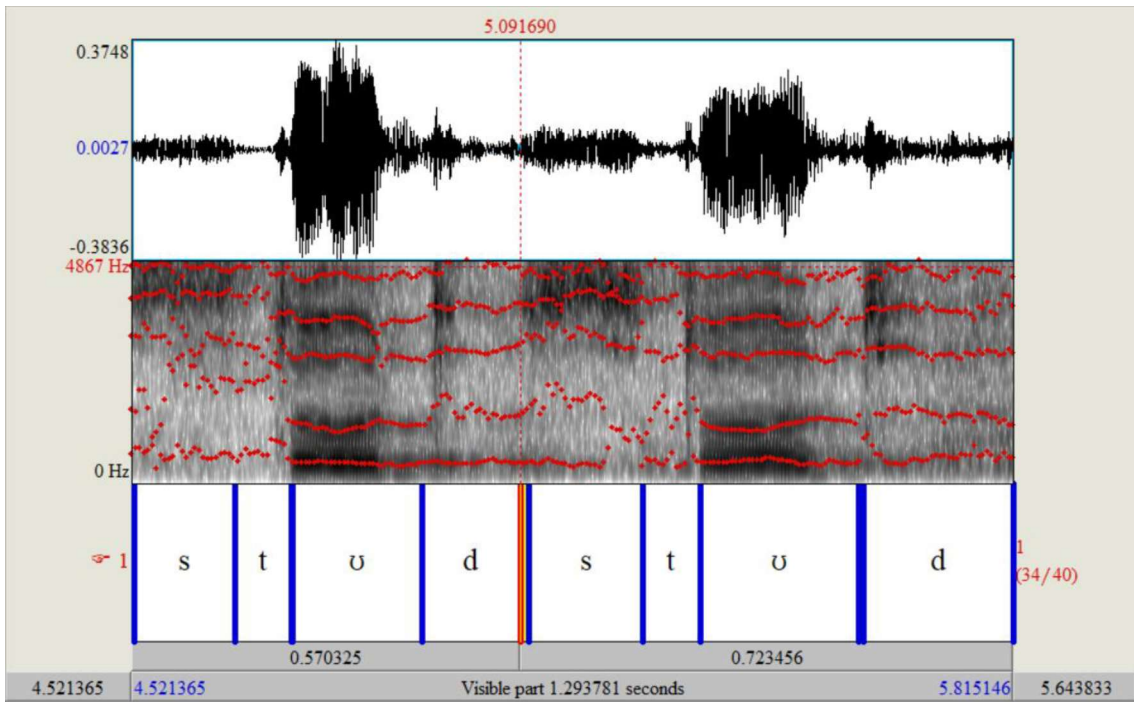 5.091690
0.3748
0.0027
-0.3836
4867 Hz
0 Hz
☞ 1 s t ʊ d s t ʊ d 1
(34/40)
0.570325 0.723456
4.521365 4.521365 Visible part 1.293781 seconds 5.815146 5.643833